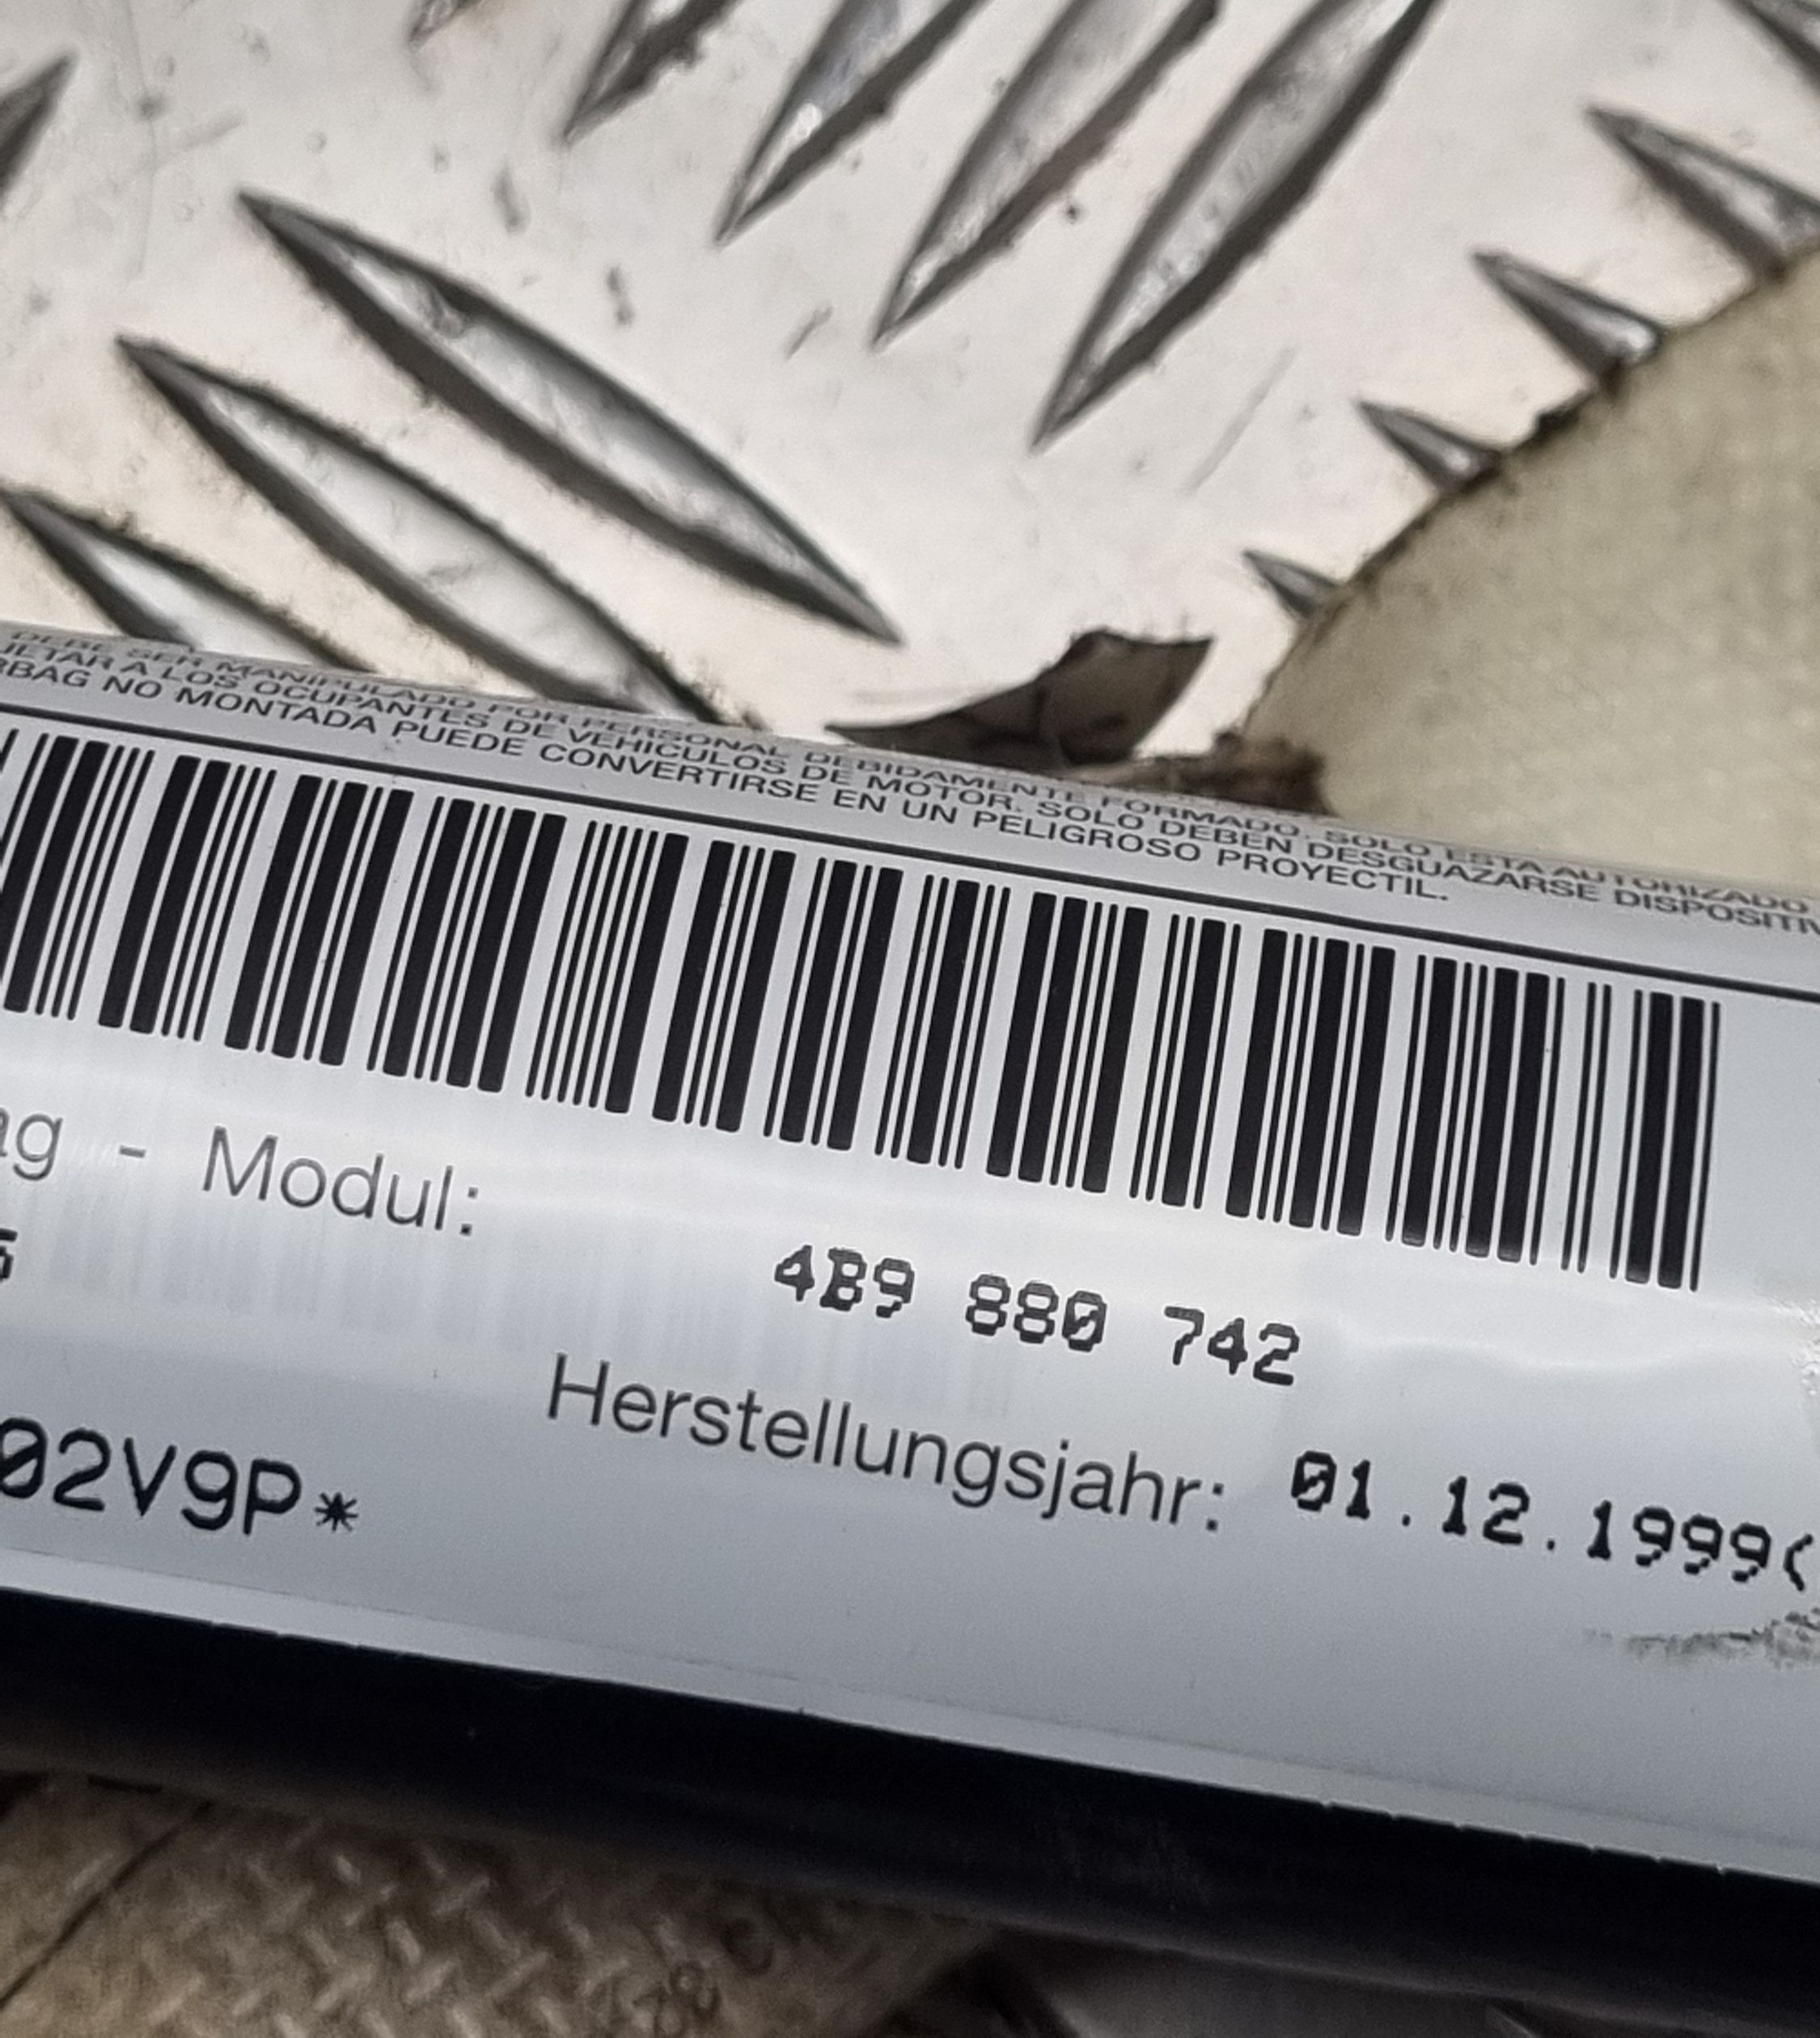 DEBE SER MANIPULADO POR PERSONAL DEBIDAMENTE FORMADO. SOLO ESTA AUTORIZADO
JETAR A LOS OCUPANTES DE VEHICULOS DE MOTOR. SOLO DEBEN DESGUAZARSE DISPOSITIV
RBAG NO MONTADA PUEDE CONVERTIRSE EN UN PELIGROSO PROYECTIL.
ag - Modul:
4B9 880 742
Herstellungsjahr: 01.12.1999(
02V9P*